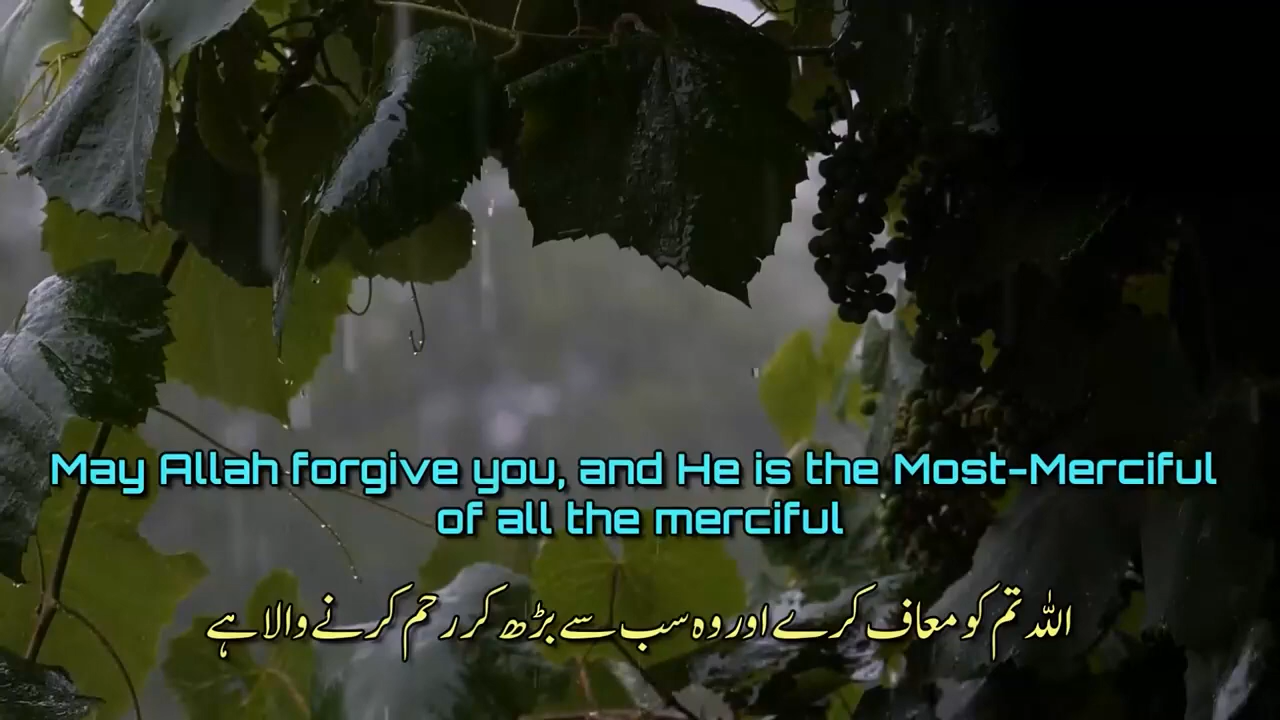 May Allah forgive you, and He is the Most-Merciful
of all the merciful
اللہ تم کو معاف کرے اور وہ سب سے بڑھ کر رحم کرنے والا ہے